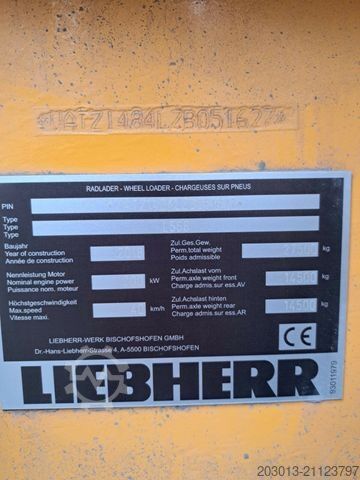 *VATZ1484LZB051627*
RADLADER - WHEEL LOADER - CHARGEUSES SUR PNEUS
PIN
Type
Type
Type
L556
Baujahr
Year of construction
Année de construction
Zul.Ges.Gew.
Perm.total weight
Poids admissible
kg
Nennleistung Motor
Nominal engine power
Puissance nom. moteur
kW
Zul.Achslast vorn
Perm.axle weight front
Charge admis.sur ess.AV
14500 kg
Höchstgeschwindigkeit
Max.speed
Vitesse maxi.
km/h
Zul.Achslast hinten
Perm.axle weight rear
Charge admis.sur ess.AR
14500 kg
LIEBHERR-WERK BISCHOFSHOFEN GMBH
Dr.-Hans-Liebherr-Strasse 4, A-5500 BISCHOFSHOFEN
CE
LIEBHERR
93011979
203013-21123797